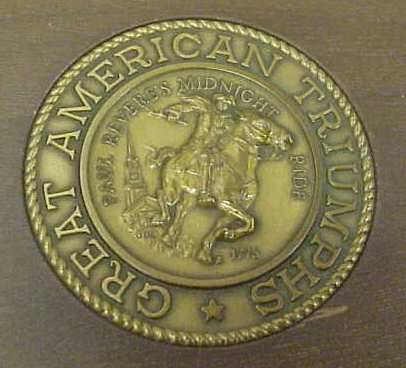 GREAT AMERICAN TRIUMPHS
PAUL REVERE'S MIDNIGHT RIDE
1775